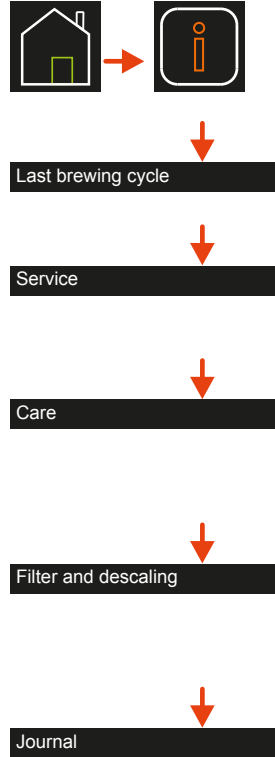 Last brewing cycle
Service
Care
Filter and descaling
Journal